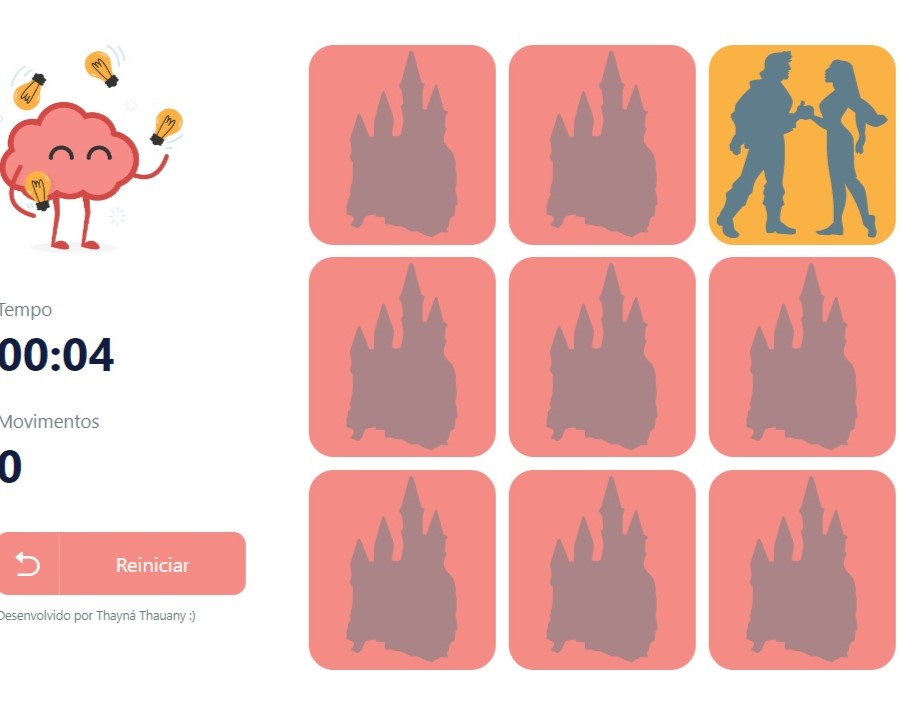 Tempo
00:04
Movimentos
0
Reiniciar
Desenvolvido por Thayná Thauany :)